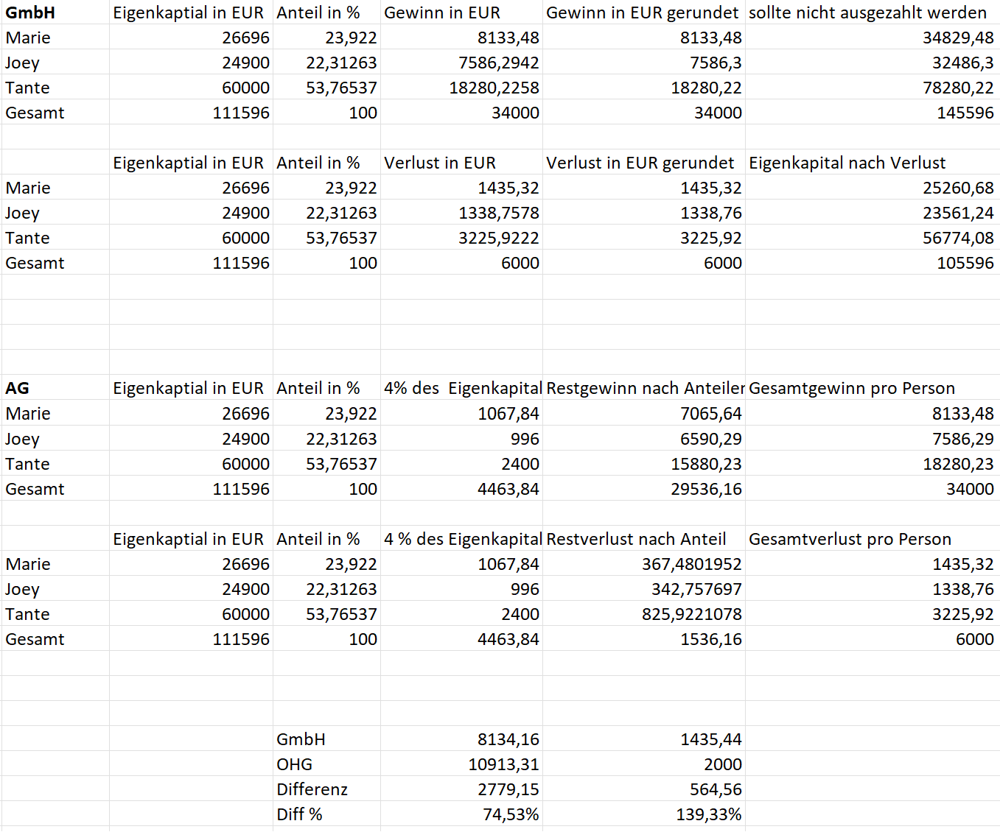 GmbH Eigenkaptial in EUR Anteil in % Gewinn in EUR Gewinn in EUR gerundet sollte nicht ausgezahlt werden
Marie 26696 23,922 8133,48 8133,48 34829,48
Joey 24900 22,31263 7586,2942 7586,3 32486,3
Tante 60000 53,76537 18280,2258 18280,22 78280,22
Gesamt 111596 100 34000 34000 145596
Eigenkaptial in EUR Anteil in % Verlust in EUR Verlust in EUR gerundet Eigenkapital nach Verlust
Marie 26696 23,922 1435,32 1435,32 25260,68
Joey 24900 22,31263 1338,7578 1338,76 23561,24
Tante 60000 53,76537 3225,9222 3225,92 56774,08
Gesamt 111596 100 6000 6000 105596
AG Eigenkaptial in EUR Anteil in % 4% des Eigenkapital Restgewinn nach Anteiler Gesamtgewinn pro Person
Marie 26696 23,922 1067,84 7065,64 8133,48
Joey 24900 22,31263 996 6590,29 7586,29
Tante 60000 53,76537 2400 15880,23 18280,23
Gesamt 111596 100 4463,84 29536,16 34000
Eigenkaptial in EUR Anteil in % 4 % des Eigenkapital Restverlust nach Anteil Gesamtverlust pro Person
Marie 26696 23,922 1067,84 367,4801952 1435,32
Joey 24900 22,31263 996 342,757697 1338,76
Tante 60000 53,76537 2400 825,9221078 3225,92
Gesamt 111596 100 4463,84 1536,16 6000
GmbH 8134,16 1435,44
OHG 10913,31 2000
Differenz 2779,15 564,56
Diff % 74,53% 139,33%